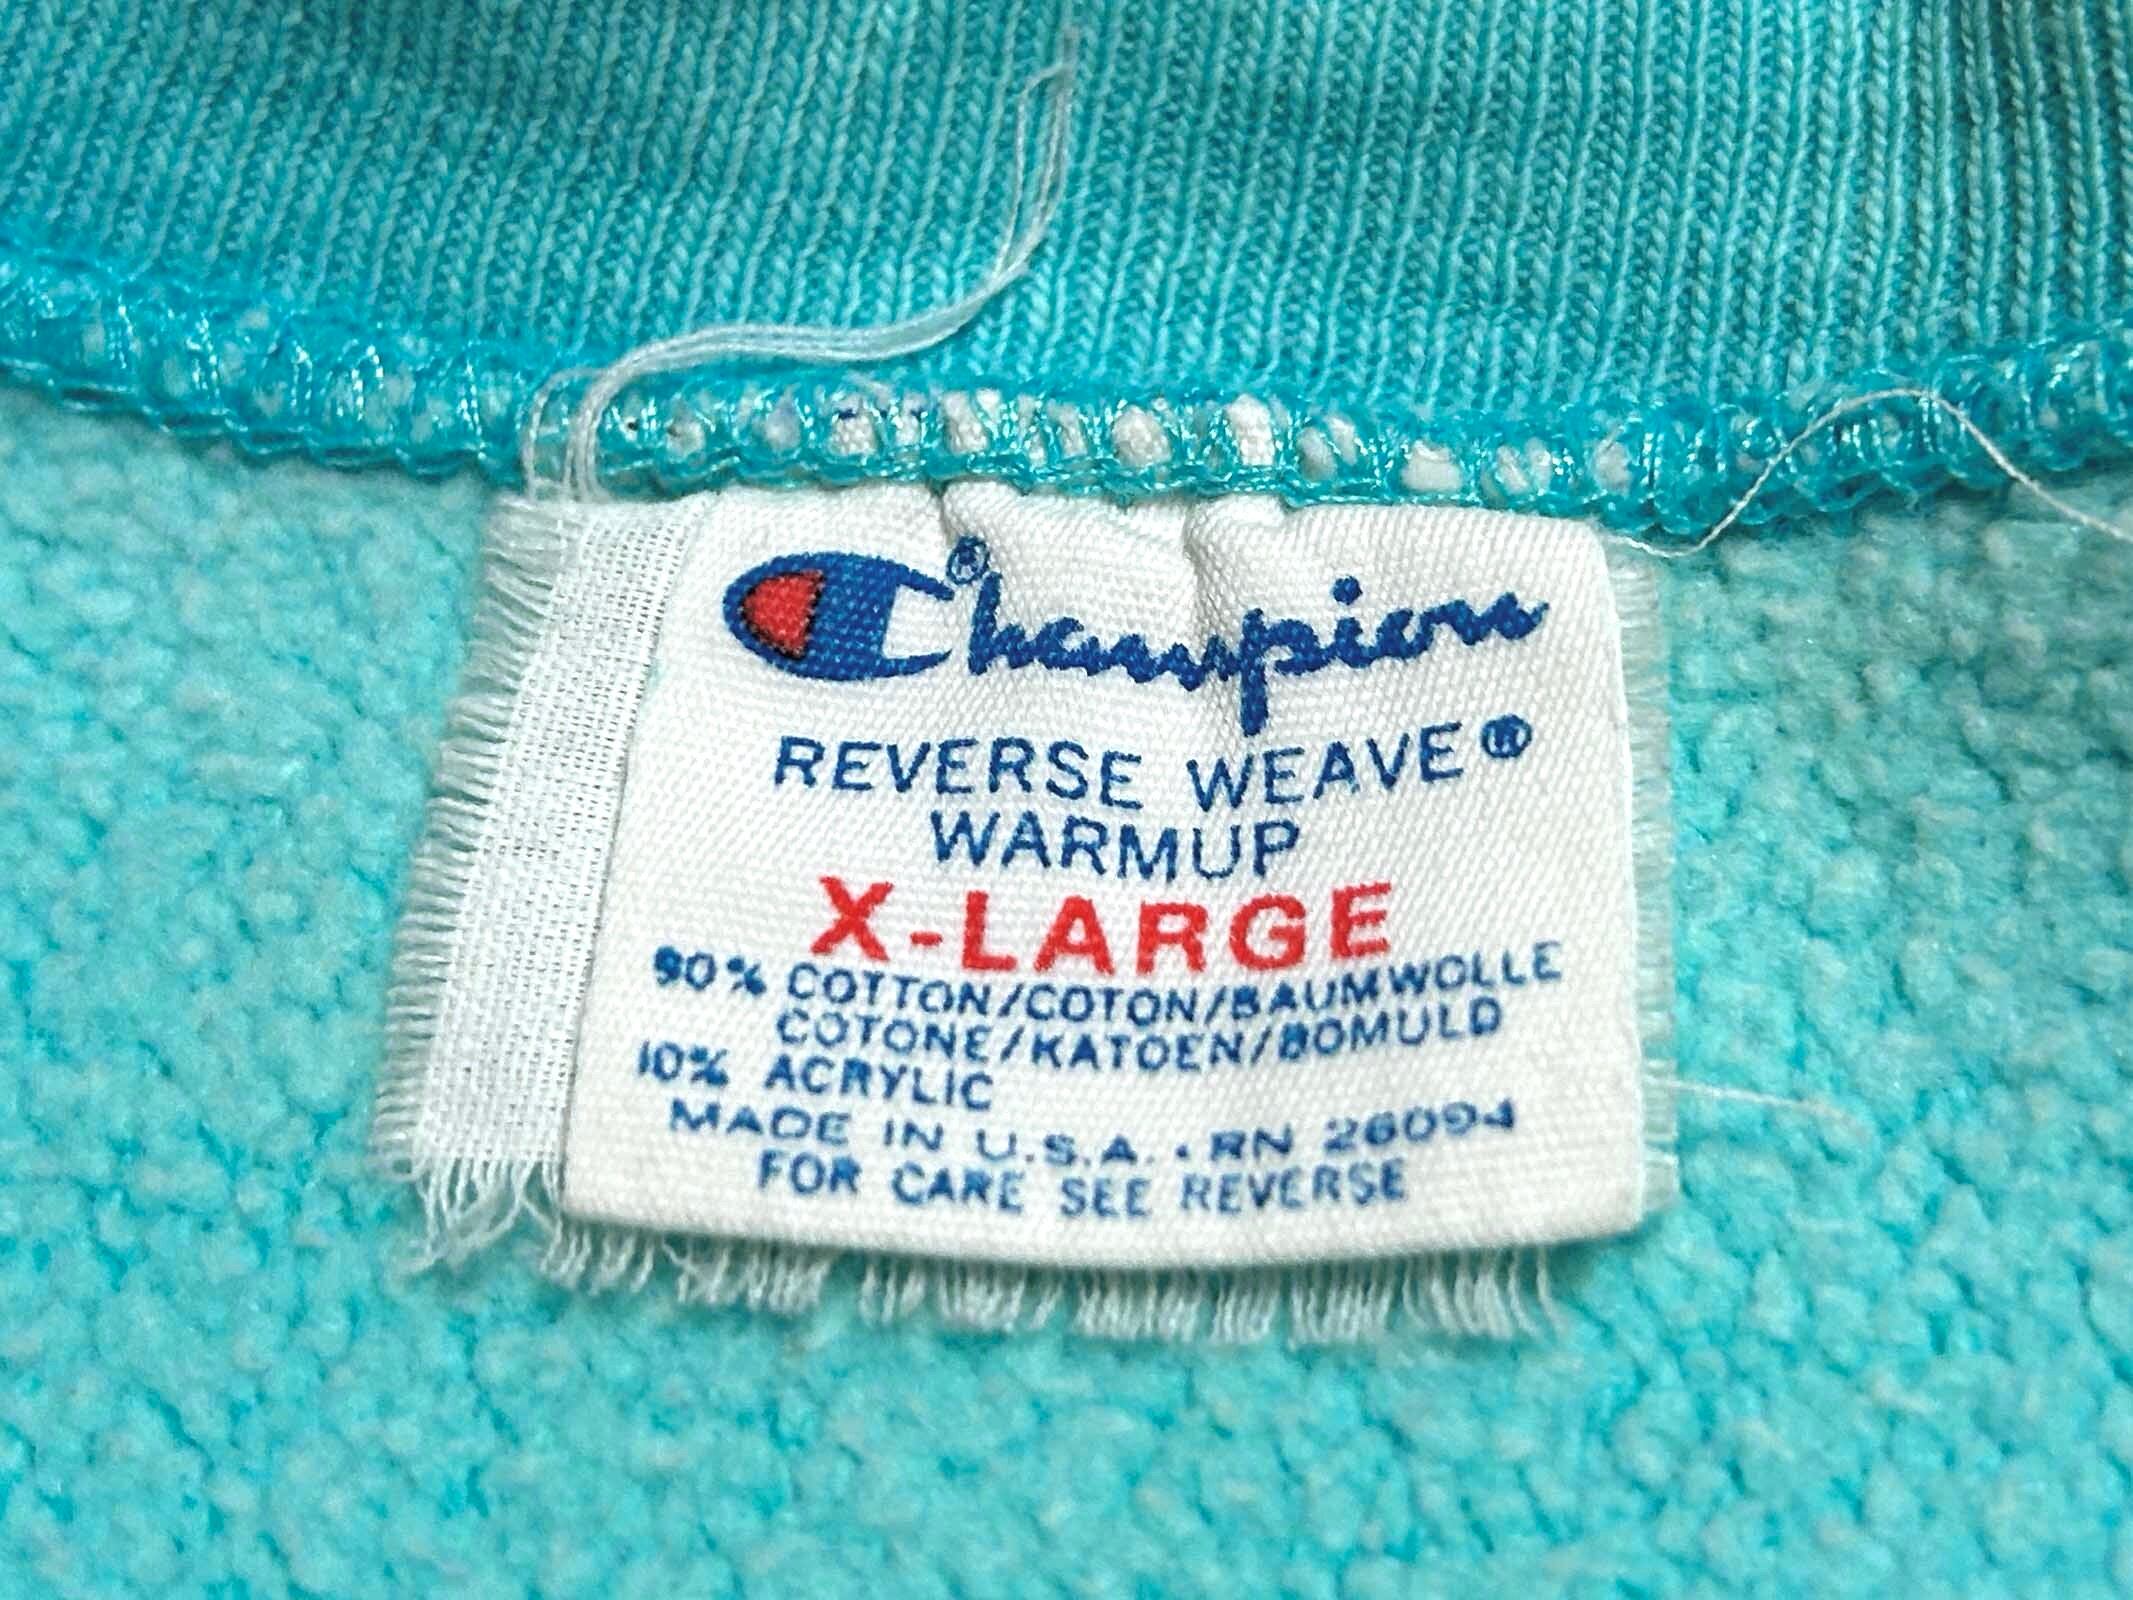 Champion®
REVERSE WEAVE®
WARMUP
X-LARGE
90% COTTON/COTON/BAUMWOLLE
COTONE/KATOEN/BOMULD
10% ACRYLIC
MADE IN U.S.A. • RN 26094
FOR CARE SEE REVERSE